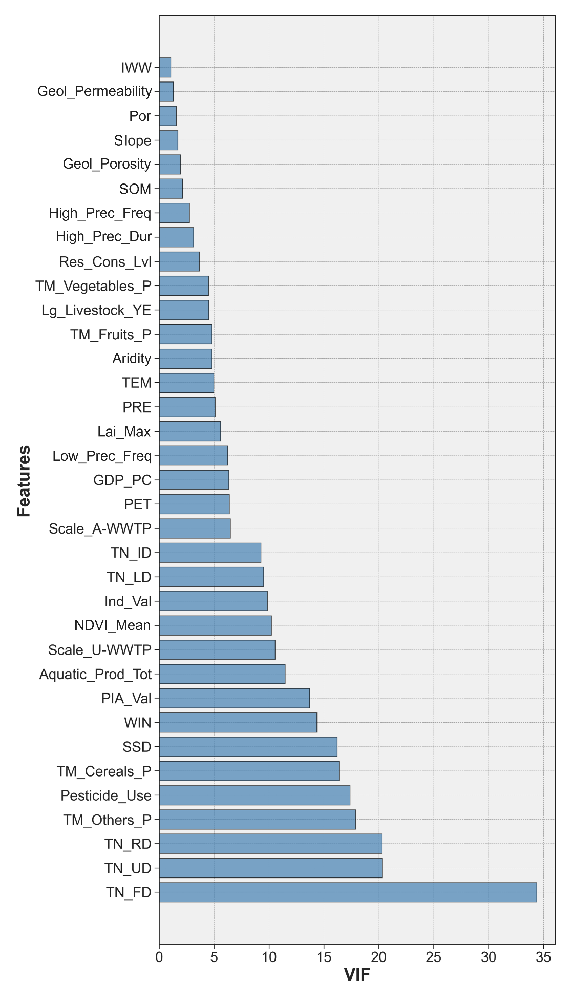 IWW
Geol_Permeability
Por
Slope
Geol_Porosity
SOM
High_Prec_Freq
High_Prec_Dur
Res_Cons_Lvl
TM_Vegetables_P
Lg_Livestock_YE
TM_Fruits_P
Aridity
TEM
PRE
Lai_Max
Low_Prec_Freq
GDP_PC
PET
Scale_A-WWTP
TN_ID
TN_LD
Ind_Val
NDVI_Mean
Scale_U-WWTP
Aquatic_Prod_Tot
PIA_Val
WIN
SSD
TM_Cereals_P
Pesticide_Use
TM_Others_P
TN_RD
TN_UD
TN_FD
Features
0 5 10 15 20 25 30 35
VIF